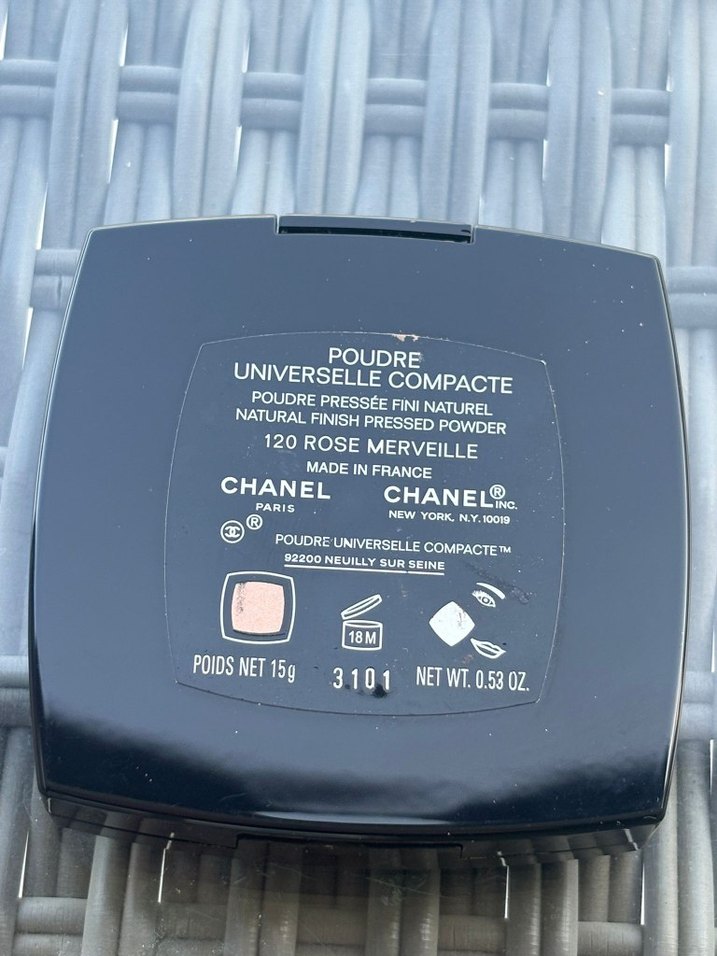 POUDRE
UNIVERSELLE COMPACTE
POUDRE PRESSÉE FINI NATUREL
NATURAL FINISH PRESSED POWDER
120 ROSE MERVEILLE
MADE IN FRANCE
CHANEL CHANEL® INC.
PARIS NEW YORK, N.Y. 10019
®
POUDRE UNIVERSELLE COMPACTE™
92200 NEUILLY SUR SEINE
18M
POIDS NET 15g 3101 NET WT. 0.53 OZ.